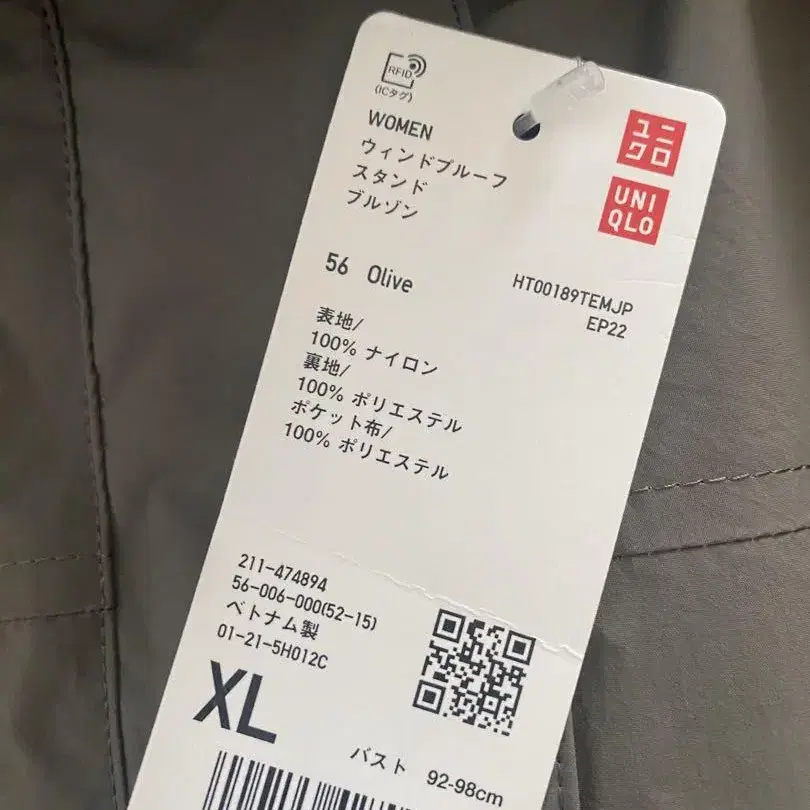 RFID
(ICタグ)
WOMEN
ウィンドプルーフ
スタンド
ブルゾン
ユニ
クロ
UNI
QLO
56 Olive
HT00189TEMJP
EP22
表地/
100% ナイロン
裏地/
100% ポリエステル
ポケット布/
100% ポリエステル
211-474894
56-006-000(52-15)
ベトナム製
01-21-5H012C
XL
バスト 92-98cm